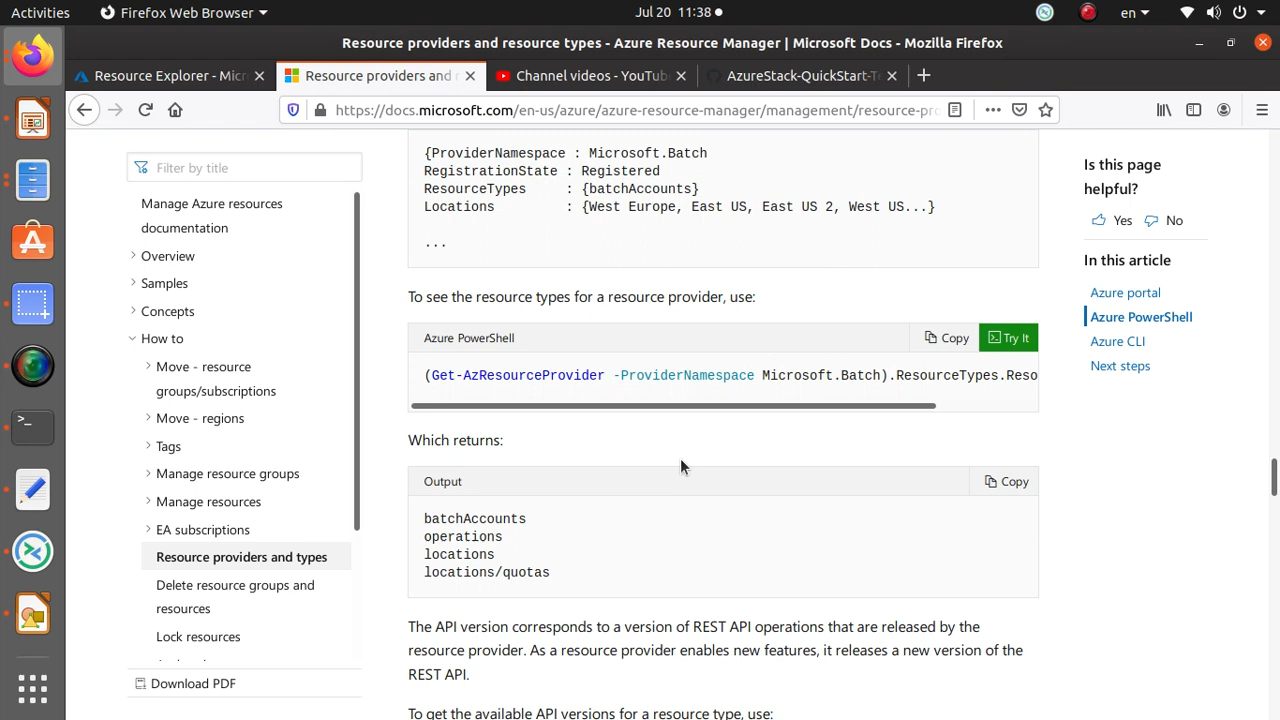 Activities
Firefox Web Browser
Jul 20 11:38
en
Resource providers and resource types - Azure Resource Manager | Microsoft Docs - Mozilla Firefox
Resource Explorer - Micr
Resource providers and r
Channel videos - YouTub
AzureStack-QuickStart-Te
https://docs.microsoft.com/en-us/azure/azure-resource-manager/management/resource-pro
Filter by title
Manage Azure resources
documentation
Overview
Samples
Concepts
How to
Move - resource
groups/subscriptions
Move - regions
Tags
Manage resource groups
Manage resources
EA subscriptions
Resource providers and types
Delete resource groups and
resources
Lock resources
Download PDF
{ProviderNamespace : Microsoft.Batch
RegistrationState : Registered
ResourceTypes : {batchAccounts}
Locations : {West Europe, East US, East US 2, West US...}
...
To see the resource types for a resource provider, use:
Azure PowerShell
Copy
Try It
(Get-AzResourceProvider -ProviderNamespace Microsoft.Batch).ResourceTypes.Reso
Which returns:
Output
Copy
batchAccounts
operations
locations
locations/quotas
The API version corresponds to a version of REST API operations that are released by the
resource provider. As a resource provider enables new features, it releases a new version of the
REST API.
To get the available API versions for a resource type, use:
Is this page
helpful?
Yes
No
In this article
Azure portal
Azure PowerShell
Azure CLI
Next steps